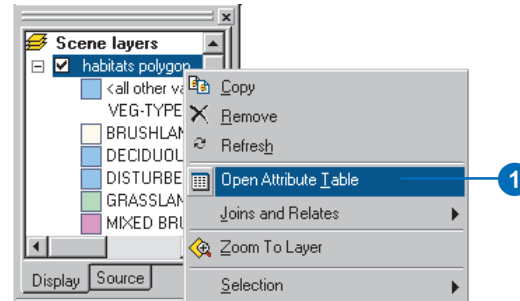 Scene layers
habitats polygon
<all other va
VEG-TYPE
BRUSHLAN
DECIDUOU
DISTURBE
GRASSLAN
MIXED BRU
Display
Source
Copy
Remove
Refresh
Open Attribute Table
Joins and Relates
Zoom To Layer
Selection
1